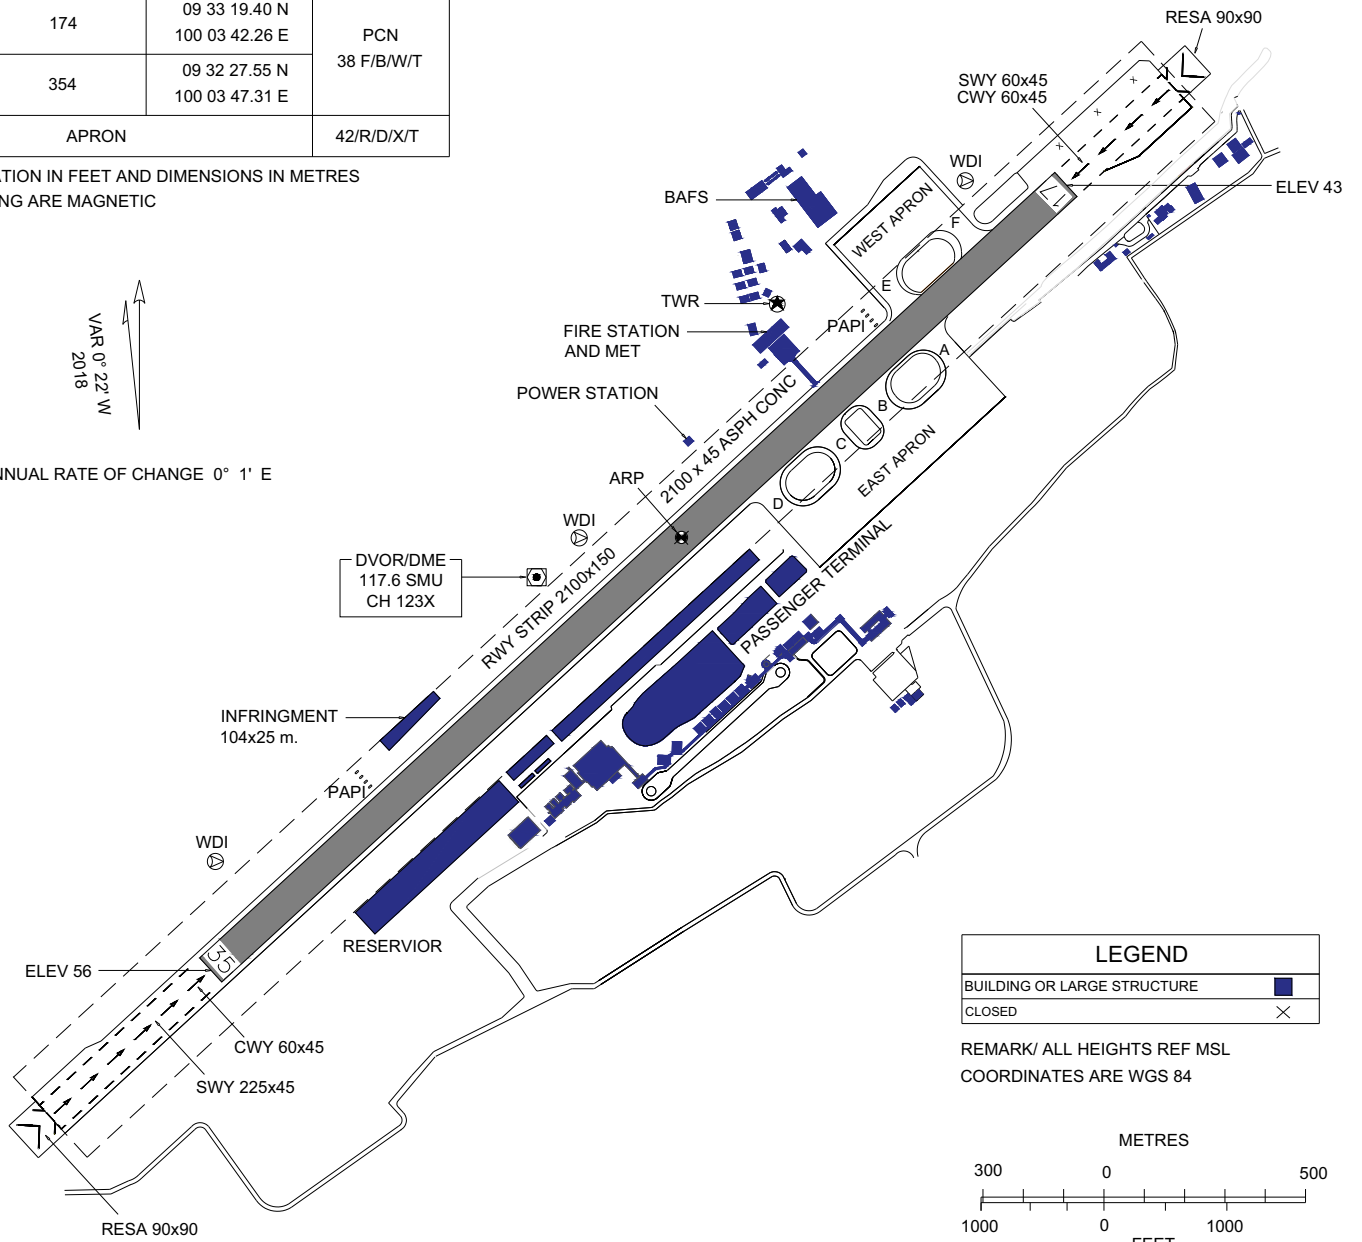 174
09 33 19.40 N
100 03 42.26 E
PCN
38 F/B/W/T
354
09 32 27.55 N
100 03 47.31 E
APRON
42/R/D/X/T
ATION IN FEET AND DIMENSIONS IN METRES
NG ARE MAGNETIC
VAR 0° 22' W
2018
NNUAL RATE OF CHANGE 0° 1' E
RESA 90x90
SWY 60x45
CWY 60x45
ELEV 43
17
WDI
BAFS
WEST APRON
F
E
TWR
PAPI
FIRE STATION
AND MET
A
B
C
D
EAST APRON
POWER STATION
2100 x 45 ASPH CONC
ARP
WDI
DVOR/DME
117.6 SMU
CH 123X
RWY STRIP 2100x150
PASSENGER TERMINAL
INFRINGMENT
104x25 m.
PAPI
WDI
RESERVIOR
35
ELEV 56
CWY 60x45
SWY 225x45
RESA 90x90
LEGEND
BUILDING OR LARGE STRUCTURE
CLOSED
REMARK/ ALL HEIGHTS REF MSL
COORDINATES ARE WGS 84
METRES
300 0 500
1000 0 1000
FEET